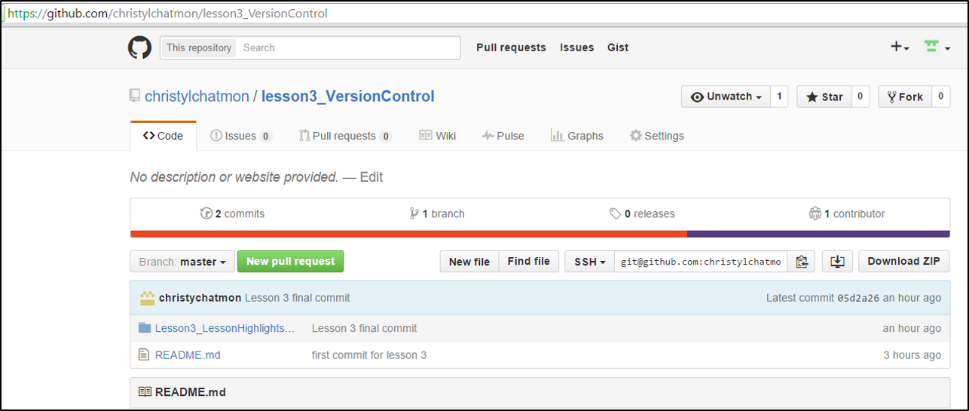 https://github.com/christylchatmon/lesson3_VersionControl
This repository Search Pull requests Issues Gist
christylchatmon / lesson3_VersionControl Unwatch 1 Star 0 Fork 0
Code Issues 0 Pull requests 0 Wiki Pulse Graphs Settings
No description or website provided. — Edit
2 commits 1 branch 0 releases 1 contributor
Branch: master New pull request New file Find file SSH git@github.com:christylchatmo Download ZIP
christychatmon Lesson 3 final commit Latest commit 05d2a26 an hour ago
Lesson3_LessonHighlights... Lesson 3 final commit an hour ago
README.md first commit for lesson 3 3 hours ago
README.md